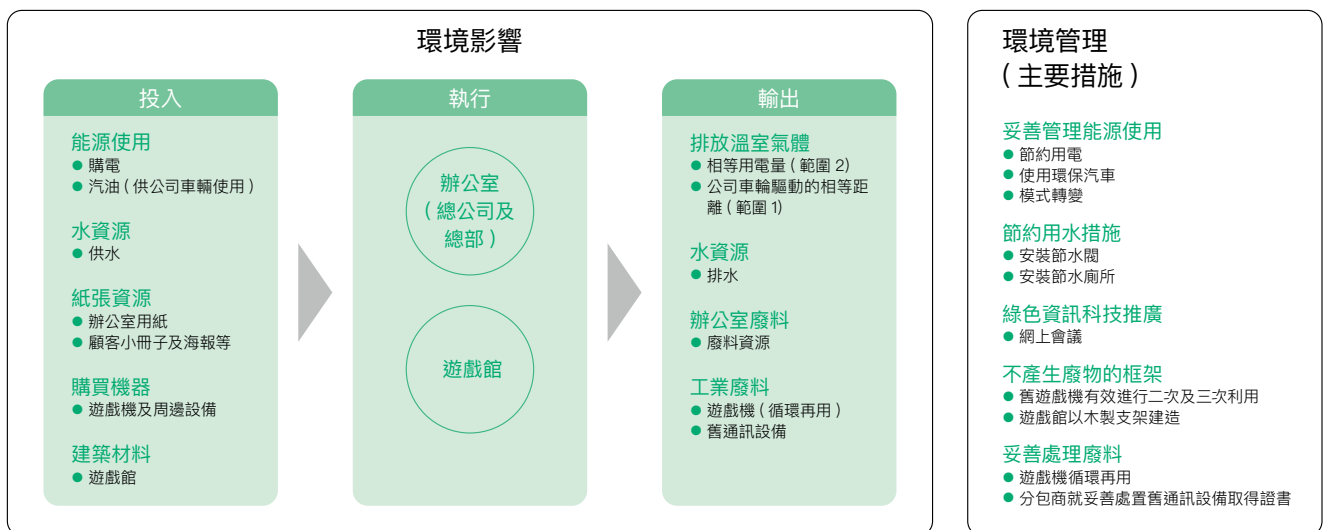 環境影響
投入
能源使用
● 購電
● 汽油 ( 供公司車輛使用 )
水資源
● 供水
紙張資源
● 辦公室用紙
● 顧客小冊子及海報等
購買機器
● 遊戲機及周邊設備
建築材料
● 遊戲館
執行
辦公室
( 總公司及
總部 )
遊戲館
輸出
排放溫室氣體
● 相等用電量 ( 範圍 2)
● 公司車輪驅動的相等距
離 ( 範圍 1)
水資源
● 排水
辦公室廢料
● 廢料資源
工業廢料
● 遊戲機 ( 循環再用 )
● 舊通訊設備
環境管理
( 主要措施 )
妥善管理能源使用
● 節約用電
● 使用環保汽車
● 模式轉變
節約用水措施
● 安裝節水閥
● 安裝節水廁所
綠色資訊科技推廣
● 網上會議
不產生廢物的框架
● 舊遊戲機有效進行二次及三次利用
● 遊戲館以木製支架建造
妥善處理廢料
● 遊戲機循環再用
● 分包商就妥善處置舊通訊設備取得證書